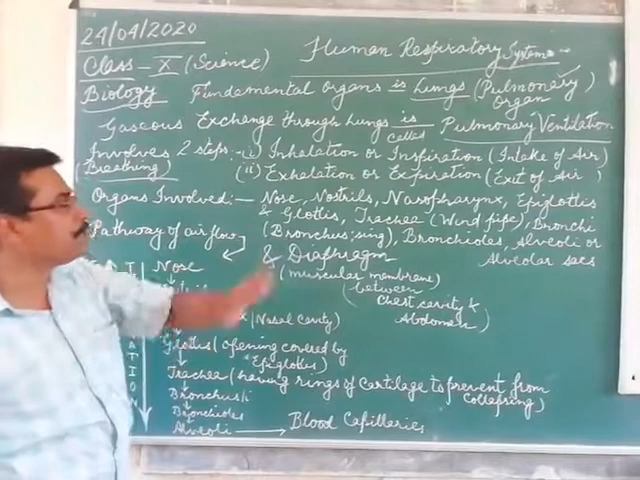 24/04/2020
Human Respiratory System
Class - X (Science)
Biology
Fundamental organs is Lungs (Pulmonary Organ)
Gaseous Exchange through Lungs is called Pulmonary Ventilation
Involves 2 steps :- (i) Inhalation or Inspiration (Intake of Air)
(Breathing) (ii) Exhalation or Expiration (Exit of Air)
Organs Involved :- Nose, Nostrils, Nasopharynx, Epiglottis
& Glottis, Trachea (Wind pipe), Bronchi
(Bronchus; sing), Bronchioles, Alveoli or
Alveolar sacs
& Diaphragm
(muscular membrane)
between
Chest cavity &
Abdomen)
Pathway of air flow
Nose
(Nasal Cavity)
Glottis (opening covered by
Epiglottis)
Trachea (having rings of cartilage to prevent from
Collapsing)
Bronchus
Bronchioles
Alveoli → Blood Capillaries